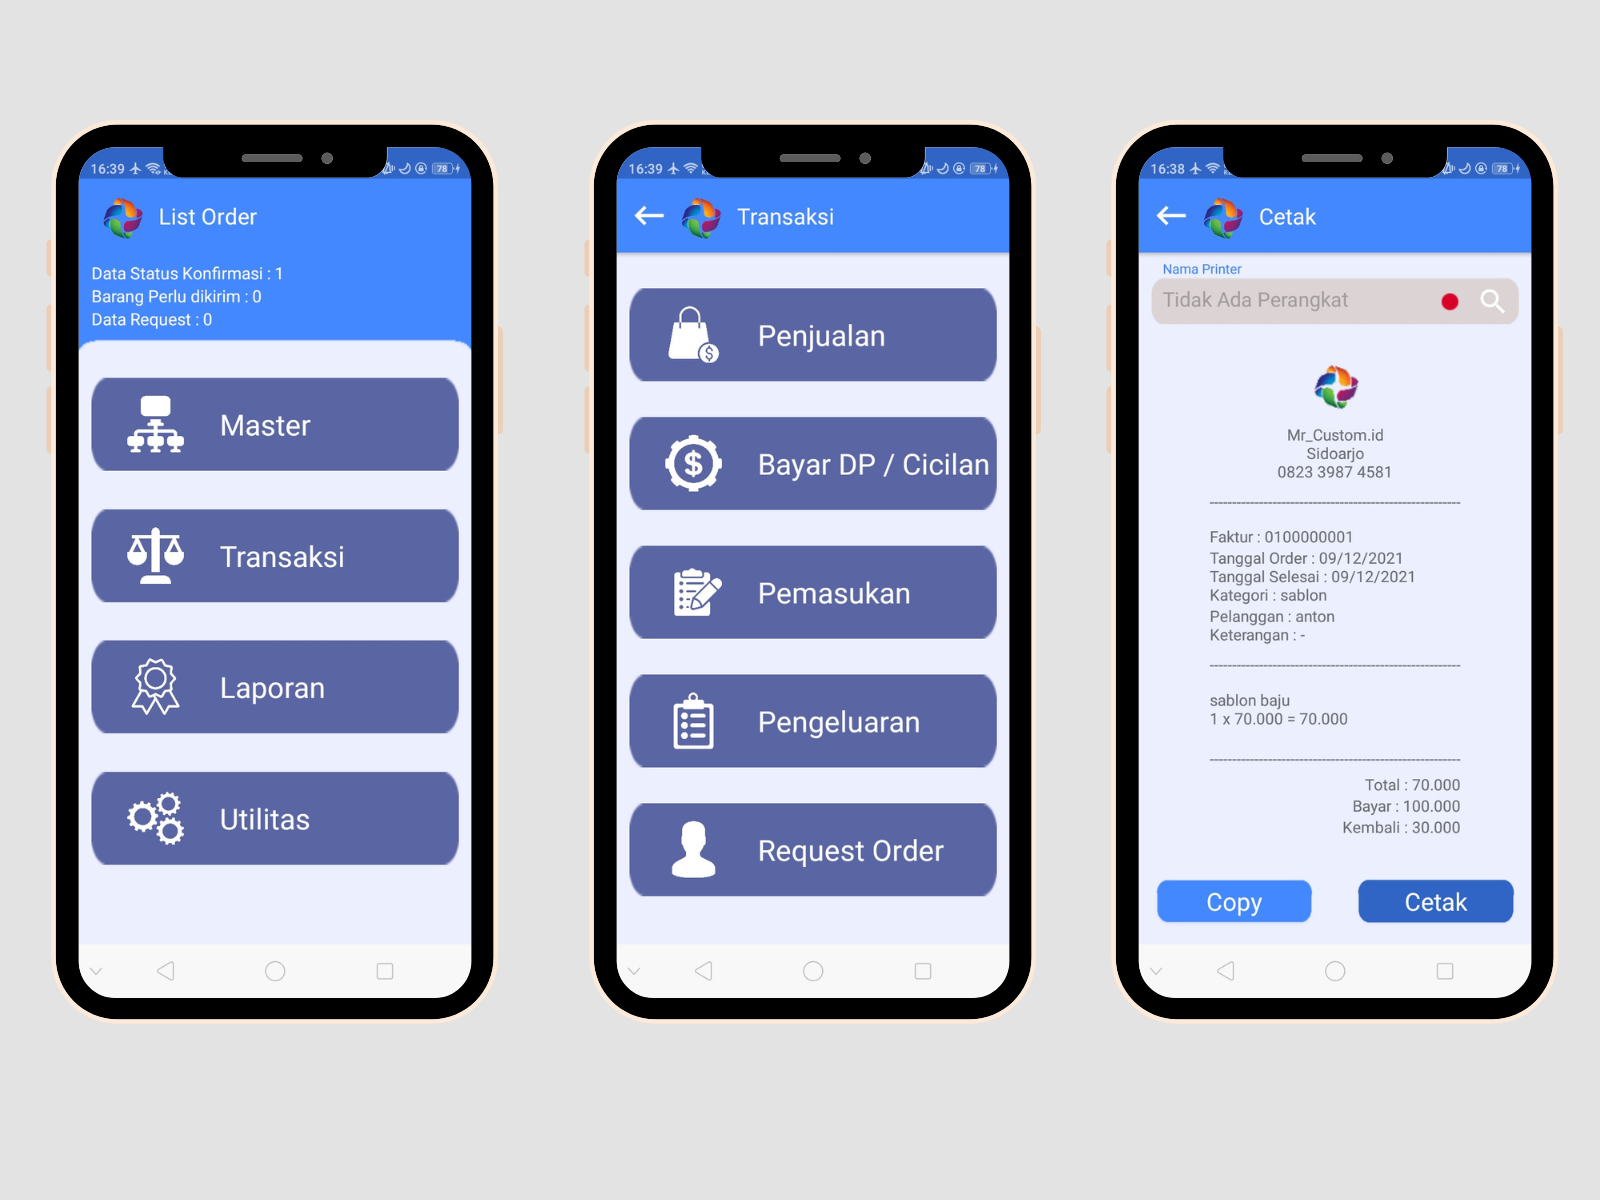 16:39
78
List Order
Data Status Konfirmasi : 1
Barang Perlu dikirim : 0
Data Request : 0
Master
Transaksi
Laporan
Utilitas
16:39
78
Transaksi
Penjualan
Bayar DP / Cicilan
Pemasukan
Pengeluaran
Request Order
16:38
78
Cetak
Nama Printer
Tidak Ada Perangkat
Mr_Custom.id
Sidoarjo
0823 3987 4581
Faktur : 0100000001
Tanggal Order : 09/12/2021
Tanggal Selesai : 09/12/2021
Kategori : sablon
Pelanggan : anton
Keterangan : -
sablon baju
1 x 70.000 = 70.000
Total : 70.000
Bayar : 100.000
Kembali : 30.000
Copy
Cetak